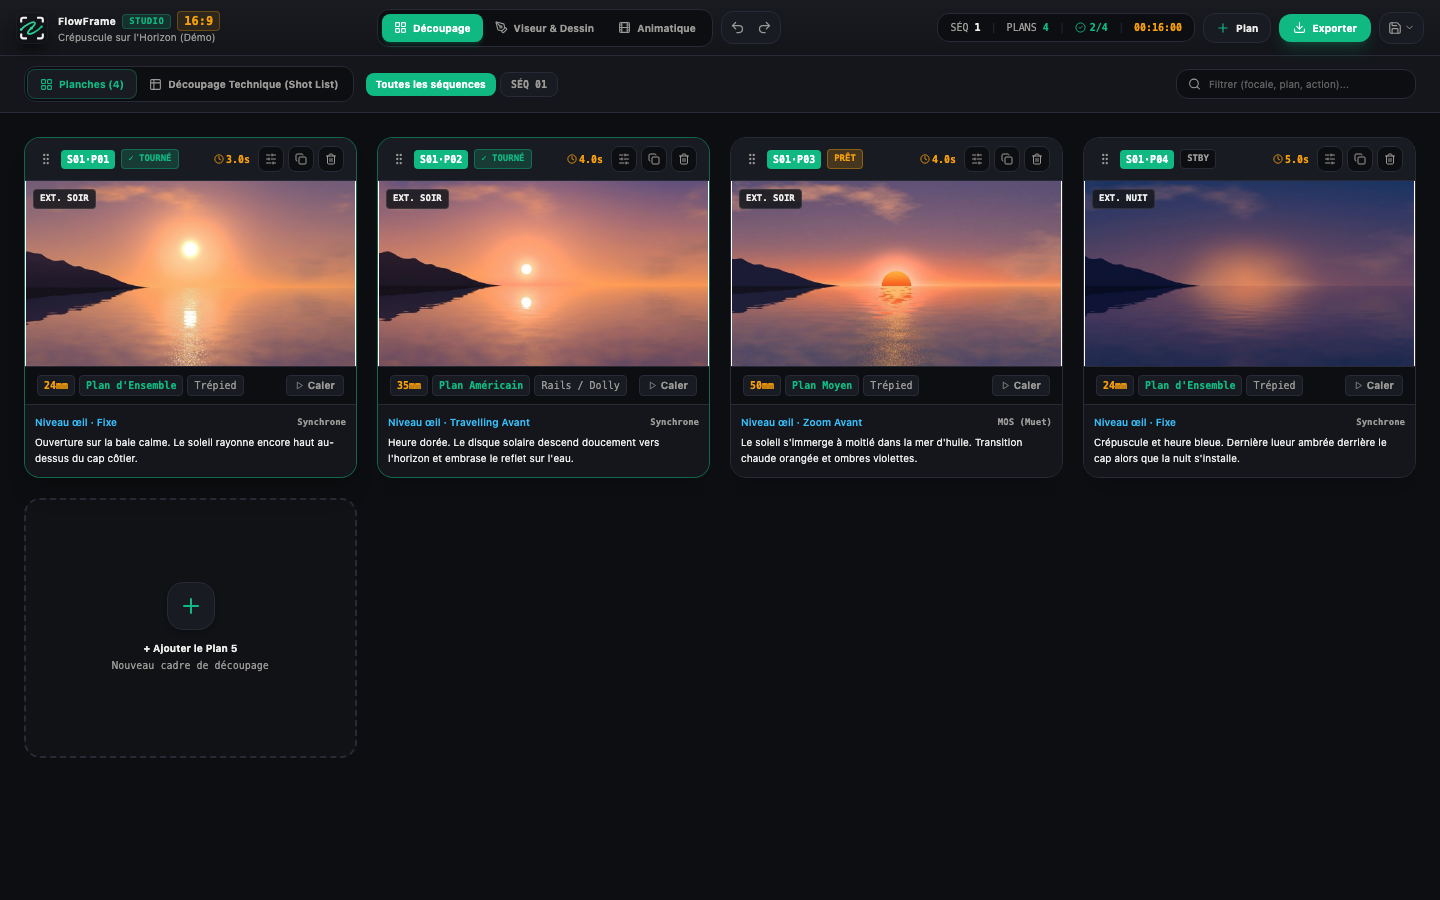 FlowFrame STUDIO 16:9
Crépuscule sur l'Horizon (Démo)
Découpage
Viseur & Dessin
Animatique
SÉQ 1
PLANS 4
2/4
00:16:00
Plan
Exporter
Planches (4)
Découpage Technique (Shot List)
Toutes les séquences
SÉQ 01
Filtrer (focale, plan, action)...
S01·P01 ✓ TOURNÉ 3.0s
EXT. SOIR
24mm Plan d'Ensemble Trépied Caler
Niveau œil · Fixe Synchrone
Ouverture sur la baie calme. Le soleil rayonne encore haut au-
dessus du cap côtier.
S01·P02 ✓ TOURNÉ 4.0s
EXT. SOIR
35mm Plan Américain Rails / Dolly Caler
Niveau œil · Travelling Avant Synchrone
Heure dorée. Le disque solaire descend doucement vers
l'horizon et embrase le reflet sur l'eau.
S01·P03 PRÊT 4.0s
EXT. SOIR
50mm Plan Moyen Trépied Caler
Niveau œil · Zoom Avant MOS (Muet)
Le soleil s'immerge à moitié dans la mer d'huile. Transition
chaude orangée et ombres violettes.
S01·P04 STBY 5.0s
EXT. NUIT
24mm Plan d'Ensemble Trépied Caler
Niveau œil · Fixe Synchrone
Crépuscule et heure bleue. Dernière lueur ambrée derrière le
cap alors que la nuit s'installe.
+ Ajouter le Plan 5
Nouveau cadre de découpage